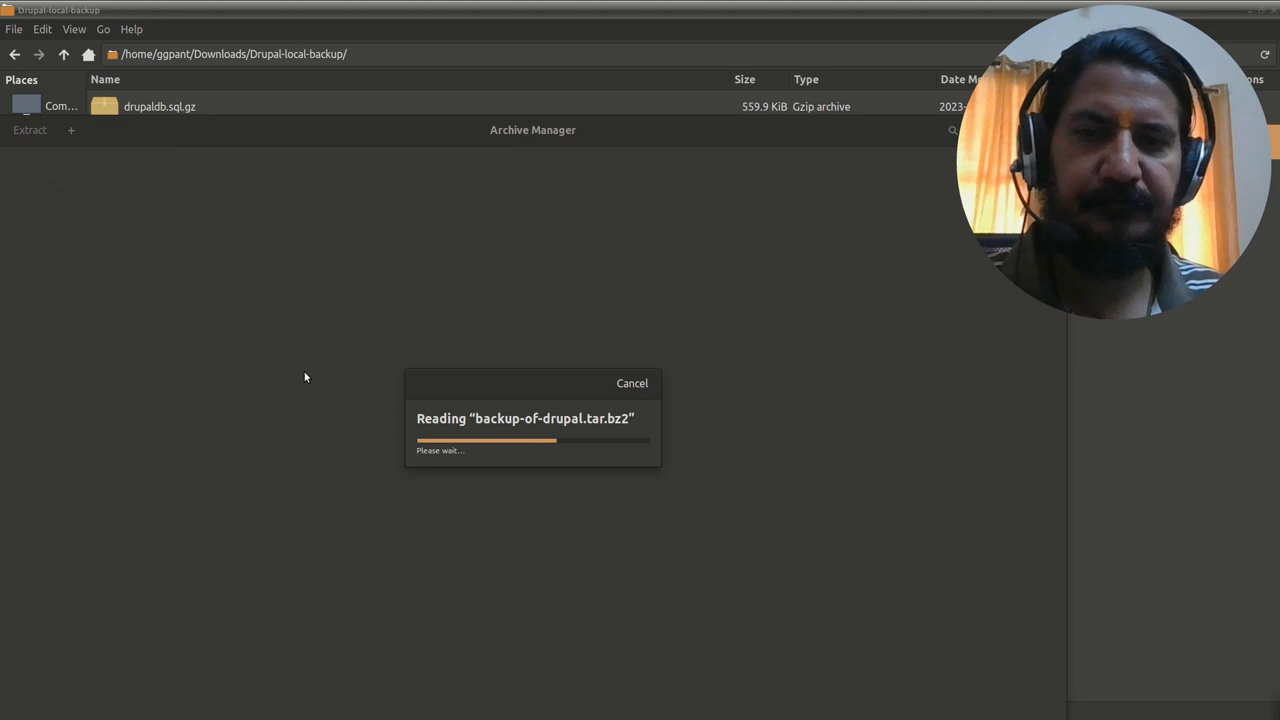 Drupal-local-backup
File Edit View Go Help
/home/ggpant/Downloads/Drupal-local-backup/
Places Name Size Type
Com... drupaldb.sql.gz 559.9 KiB Gzip archive
Extract + Archive Manager
Cancel
Reading “backup-of-drupal.tar.bz2”
Please wait...